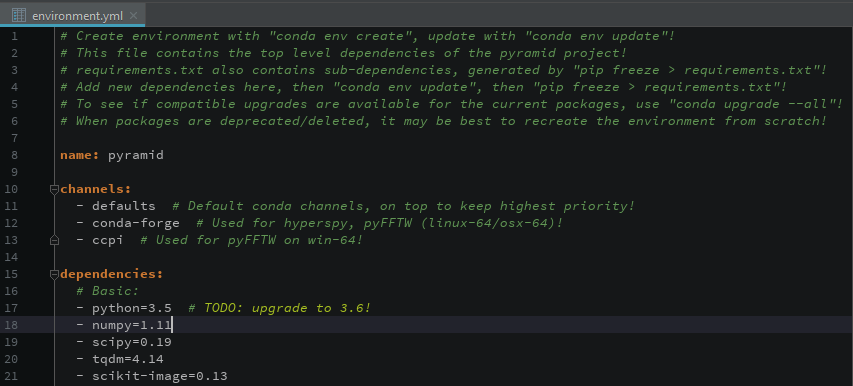 environment.yml
1 # Create environment with "conda env create", update with "conda env update"!
2 # This file contains the top level dependencies of the pyramid project!
3 # requirements.txt also contains sub-dependencies, generated by "pip freeze > requirements.txt"!
4 # Add new dependencies here, then "conda env update", then "pip freeze > requirements.txt"!
5 # To see if compatible upgrades are available for the current packages, use "conda upgrade --all"!
6 # When packages are deprecated/deleted, it may be best to recreate the environment from scratch!
7
8 name: pyramid
9
10 channels:
11   - defaults  # Default conda channels, on top to keep highest priority!
12   - conda-forge  # Used for hyperspy, pyFFTW (linux-64/osx-64)!
13   - ccpi  # Used for pyFFTW on win-64!
14
15 dependencies:
16   # Basic:
17   - python=3.5  # TODO: upgrade to 3.6!
18   - numpy=1.11
19   - scipy=0.19
20   - tqdm=4.14
21   - scikit-image=0.13